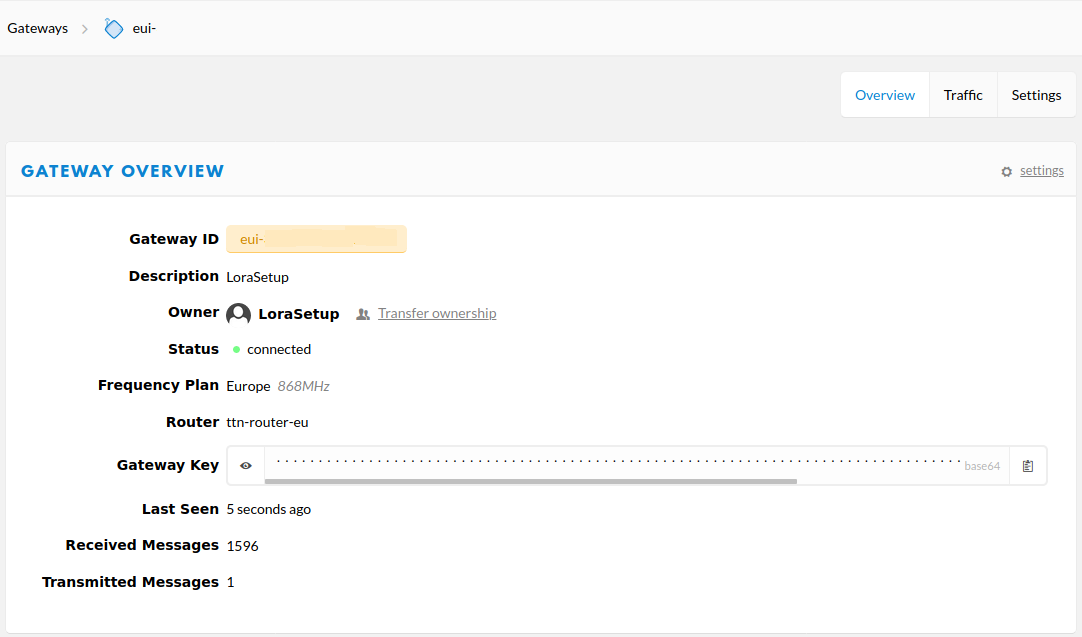 Gateways > eui-
Overview Traffic Settings
GATEWAY OVERVIEW settings
Gateway ID eui-
Description LoraSetup
Owner LoraSetup Transfer ownership
Status connected
Frequency Plan Europe 868MHz
Router ttn-router-eu
Gateway Key base64
Last Seen 5 seconds ago
Received Messages 1596
Transmitted Messages 1